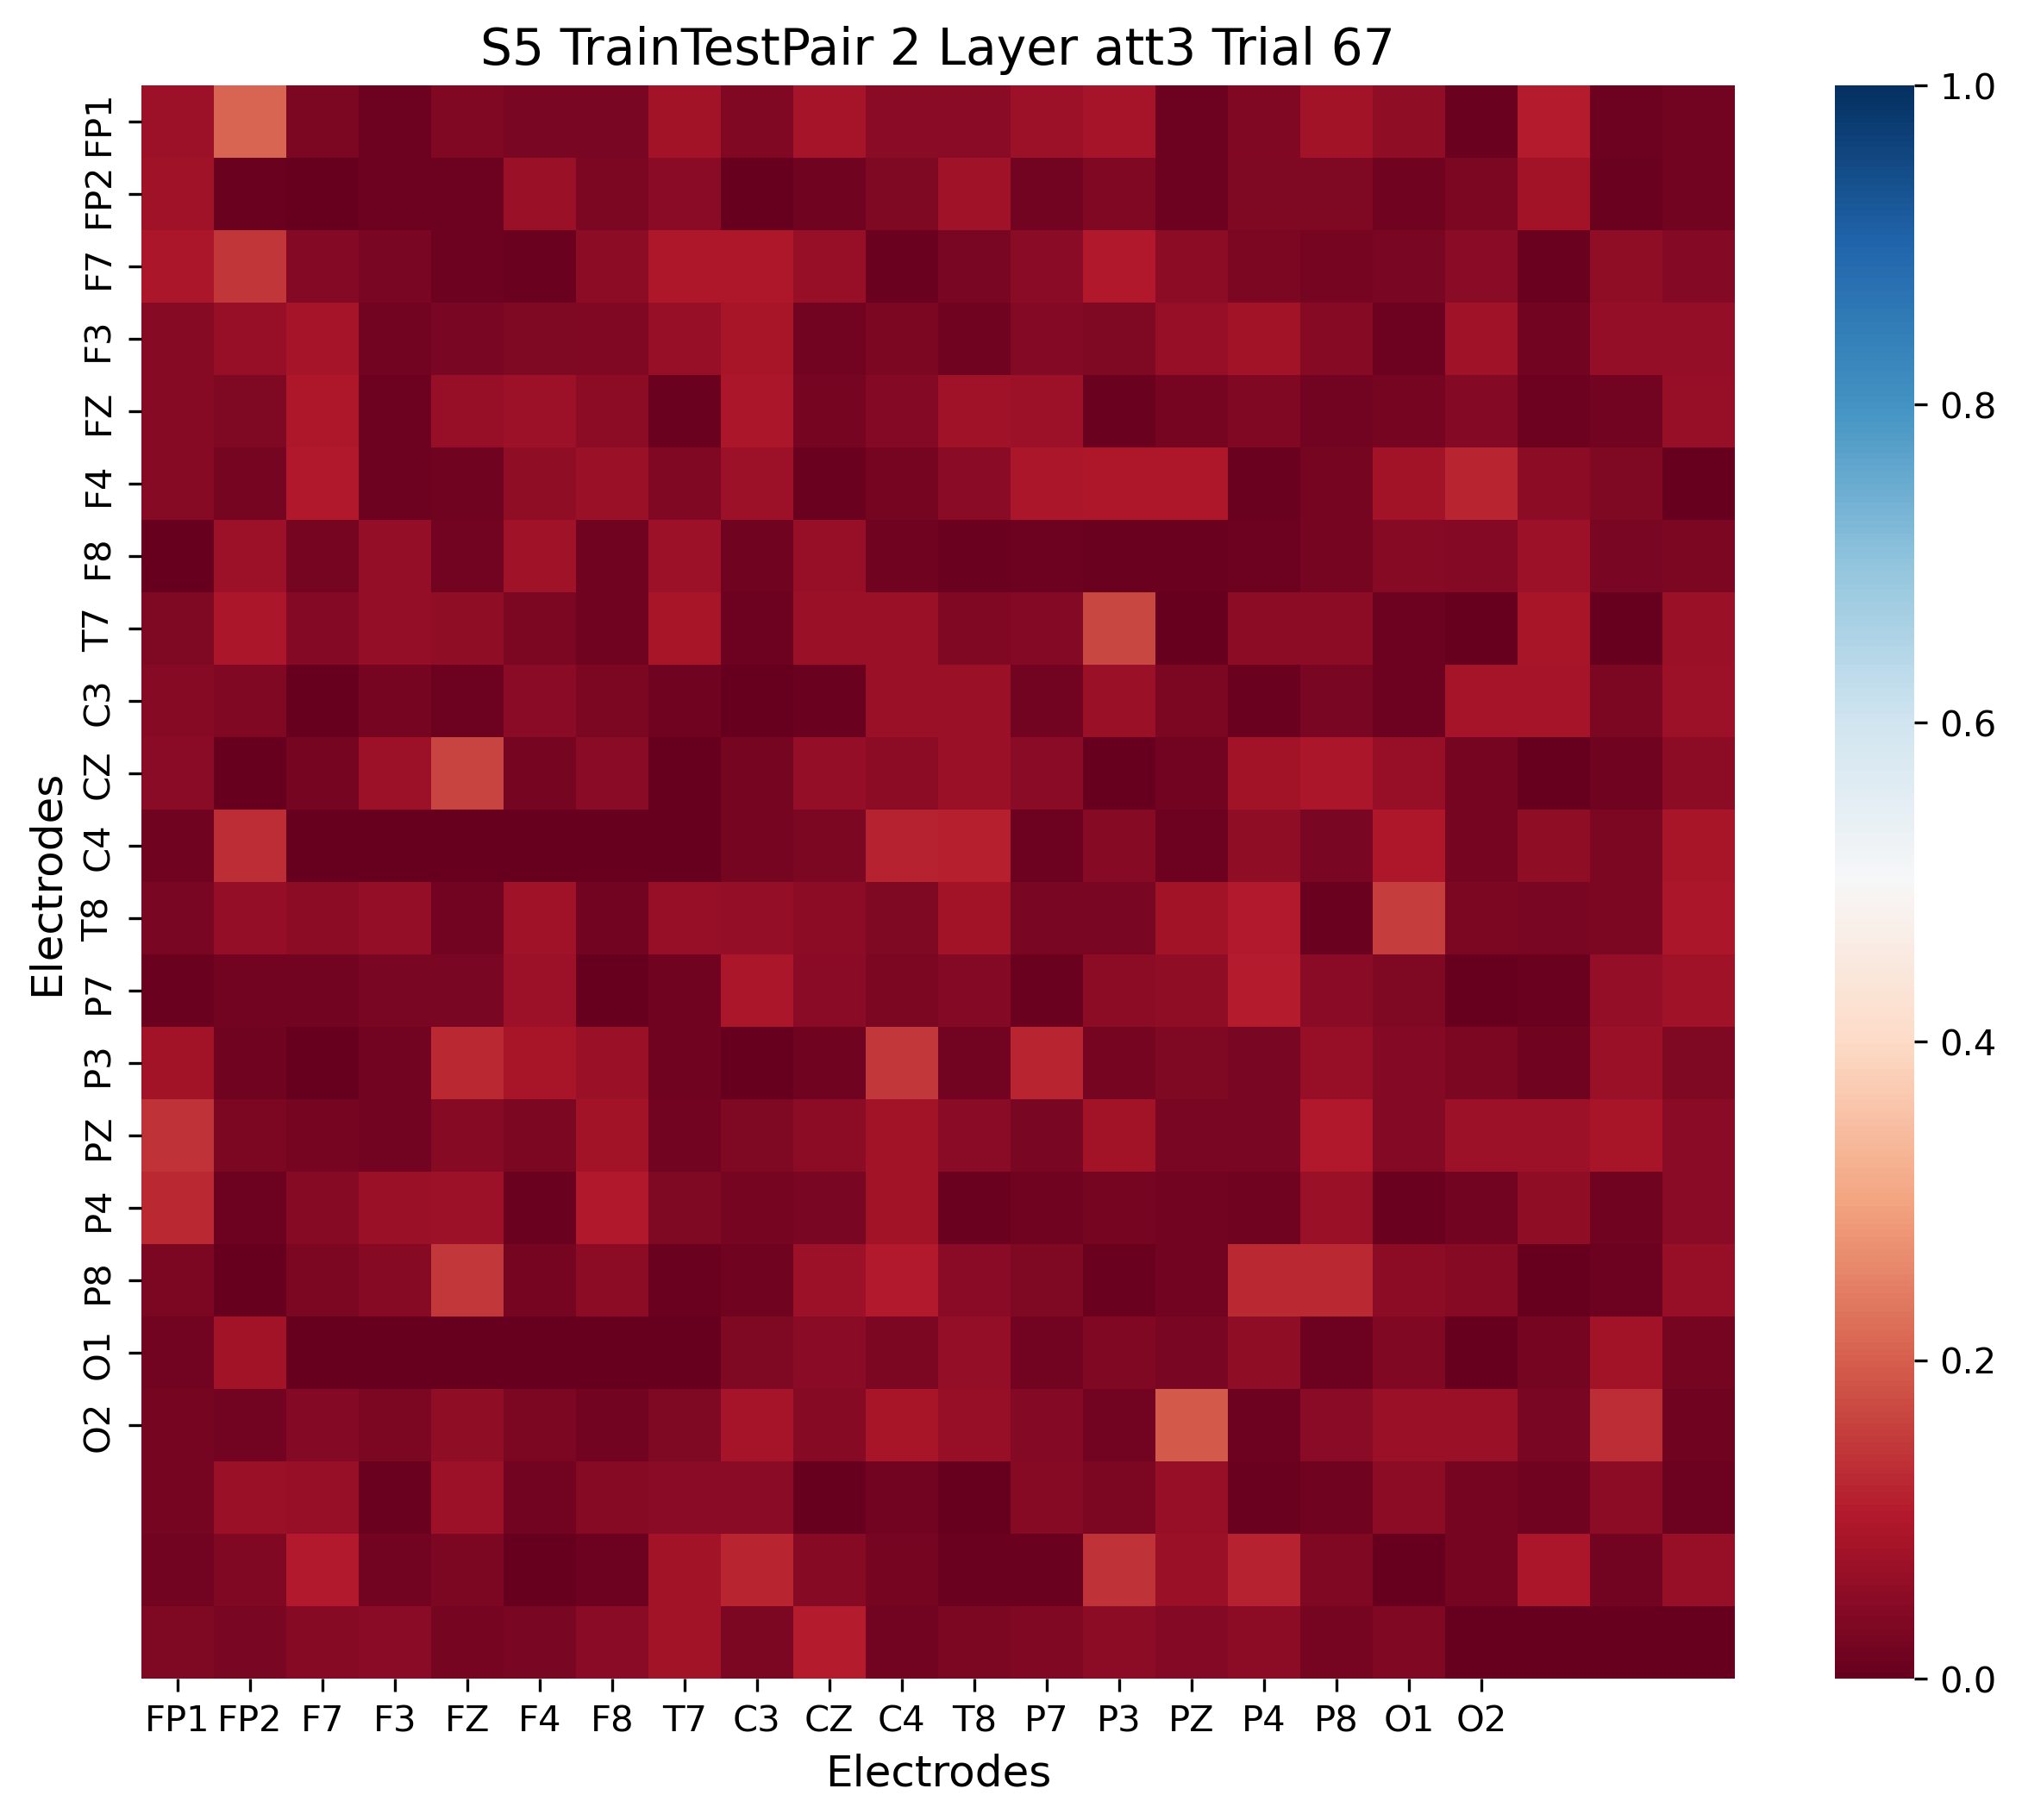 S5 TrainTestPair 2 Layer att3 Trial 67
Electrodes
FP1
FP2
F7
F3
FZ
F4
F8
T7
C3
CZ
C4
T8
P7
P3
PZ
P4
P8
O1
O2
FP1 FP2 F7 F3 FZ F4 F8 T7 C3 CZ C4 T8 P7 P3 PZ P4 P8 O1 O2
Electrodes
1.0
0.8
0.6
0.4
0.2
0.0